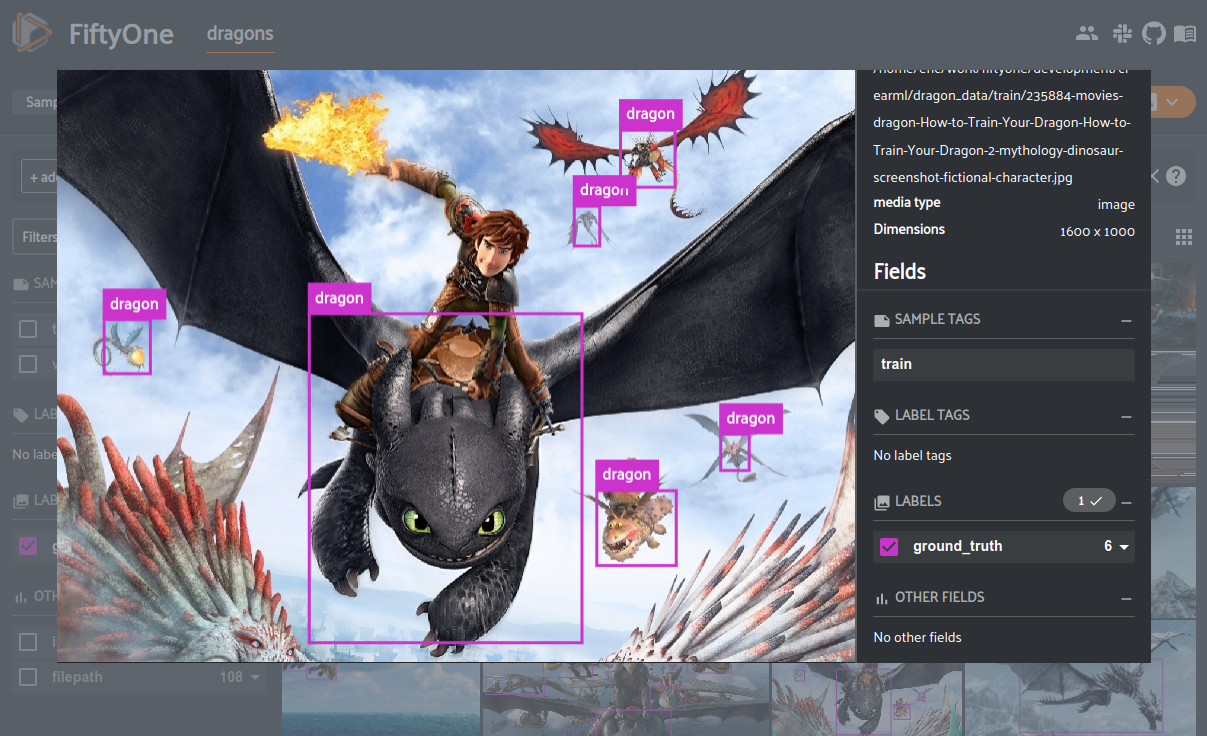 FiftyOne
dragons
Samp
+ ad
Filters
SAM
LAB
No labe
LAB
OTH
filepath
108
dragon
dragon
dragon
dragon
dragon
dragon
earml/dragon_data/train/235884-movies-
dragon-How-to-Train-Your-Dragon-How-to-
Train-Your-Dragon-2-mythology-dinosaur-
screenshot-fictional-character.jpg
media type
image
Dimensions
1600 x 1000
Fields
SAMPLE TAGS
train
LABEL TAGS
No label tags
LABELS
1
ground_truth
6
OTHER FIELDS
No other fields